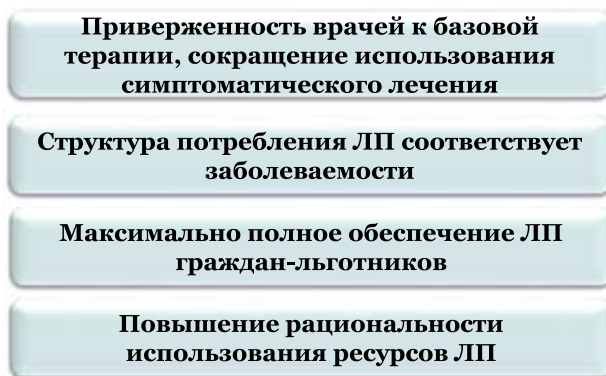 Приверженность врачей к базовой
терапии, сокращение использования
симптоматического лечения
Структура потребления ЛП соответствует
заболеваемости
Максимально полное обеспечение ЛП
граждан-льготников
Повышение рациональности
использования ресурсов ЛП